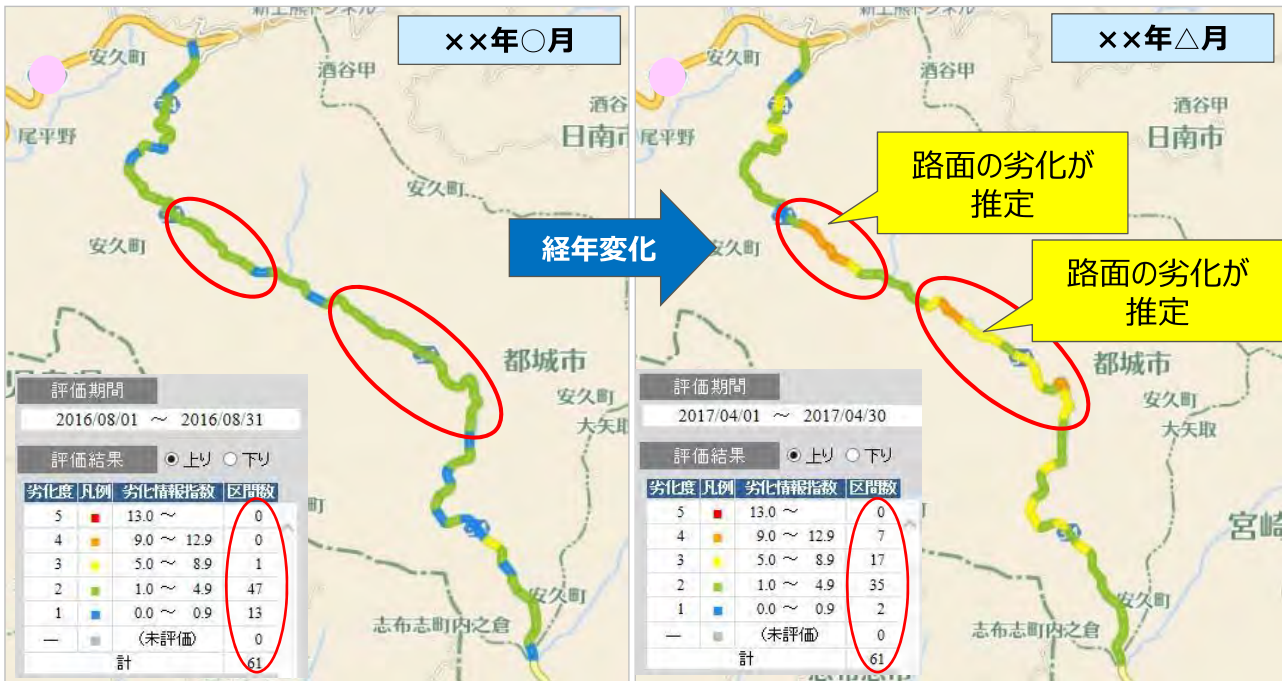 ××年○月
安久町
酒谷甲
酒谷
尾平野
日南市
安久町
安久町
都城市
安久町
大矢取
町
安久町
志布志町内之倉
評価期間
2016/08/01 ～ 2016/08/31
評価結果 上り 下り
劣化度 凡例 劣化情報指数 区間数
5 13.0 ～ 0
4 9.0 ～ 12.9 0
3 5.0 ～ 8.9 1
2 1.0 ～ 4.9 47
1 0.0 ～ 0.9 13
― (未評価) 0
計 61
経年変化
××年△月
安久町
酒谷甲
酒谷甲
尾平野
日南市
路面の劣化が
推定
安久町
路面の劣化が
推定
都城市
安久町
大矢取
宮崎
安久町
志布志町内之倉
評価期間
2017/04/01 ～ 2017/04/30
評価結果 上り 下り
劣化度 凡例 劣化情報指数 区間数
5 13.0 ～ 0
4 9.0 ～ 12.9 7
3 5.0 ～ 8.9 17
2 1.0 ～ 4.9 35
1 0.0 ～ 0.9 2
― (未評価) 0
計 61